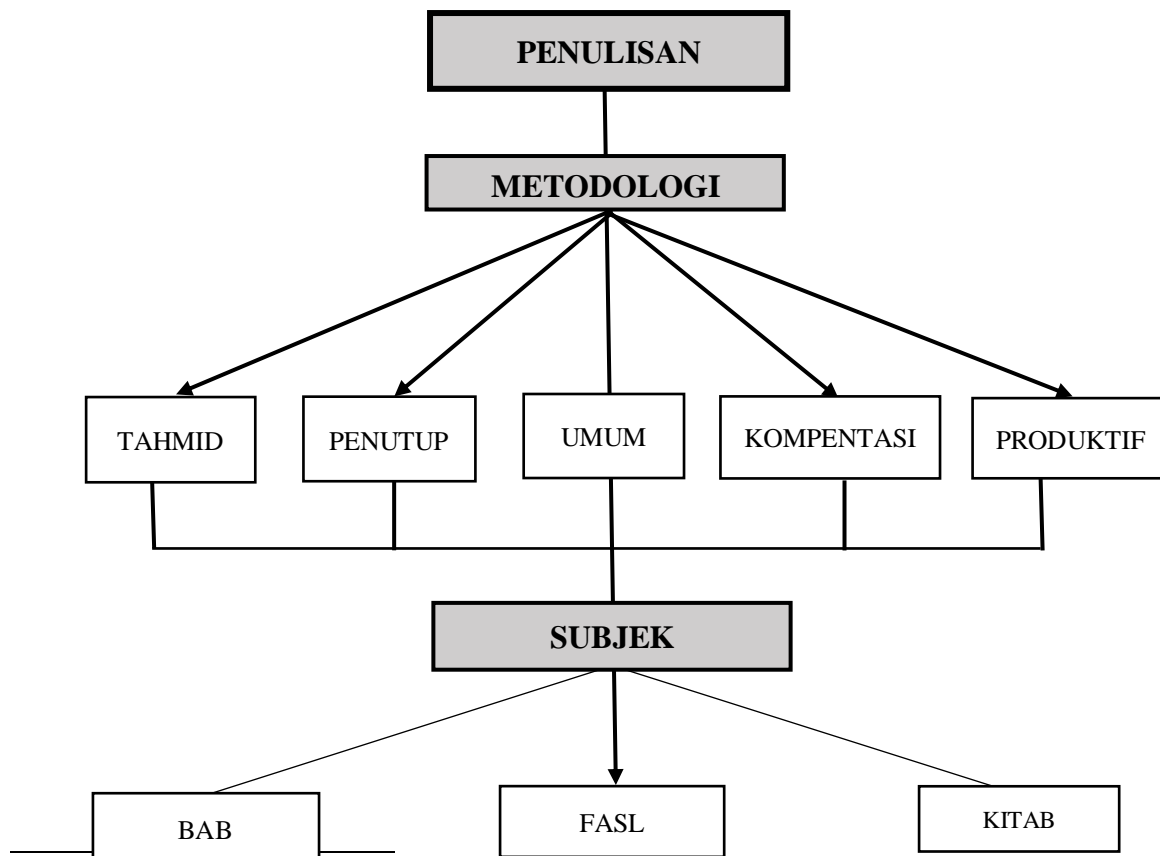 PENULISAN
METODOLOGI
TAHMID
PENUTUP
UMUM
KOMPENTASI
PRODUKTIF
SUBJEK
BAB
FASL
KITAB